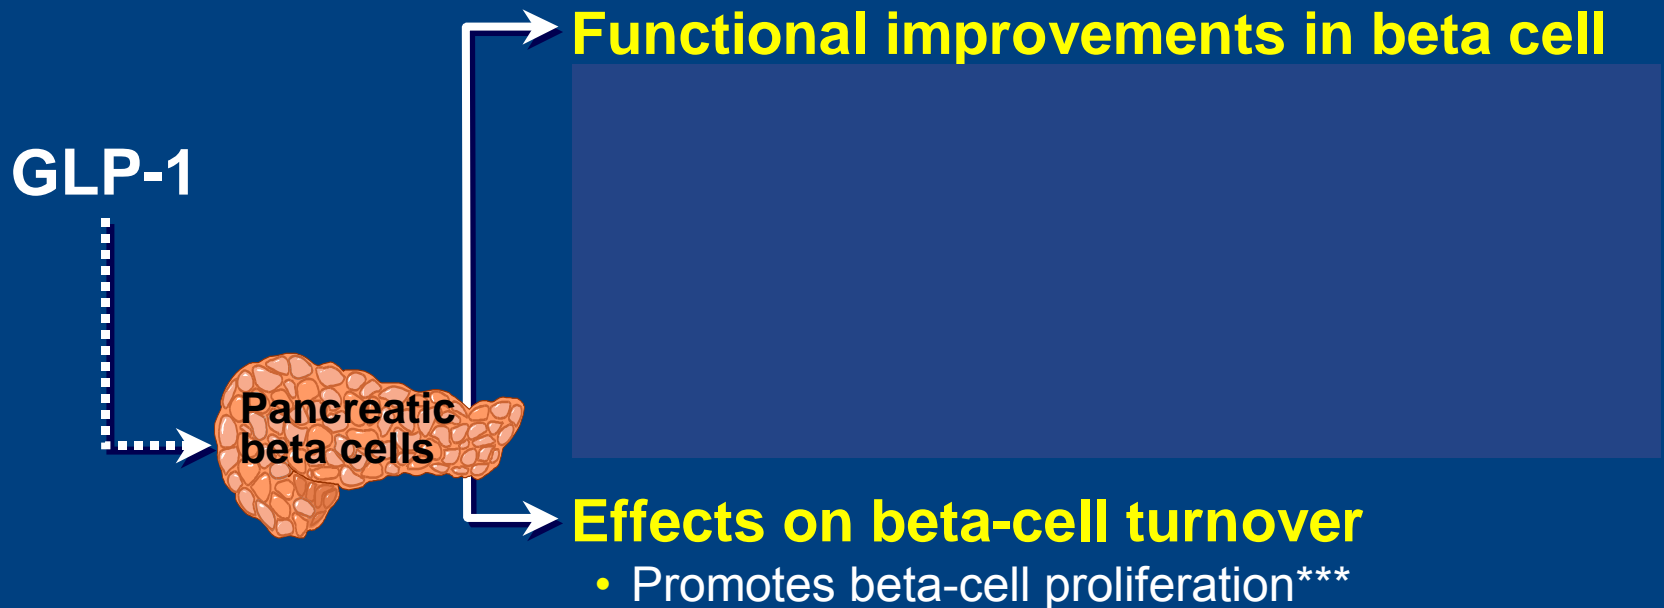 Functional improvements in beta cell
GLP-1
Pancreatic
beta cells
Effects on beta-cell turnover
• Promotes beta-cell proliferation***